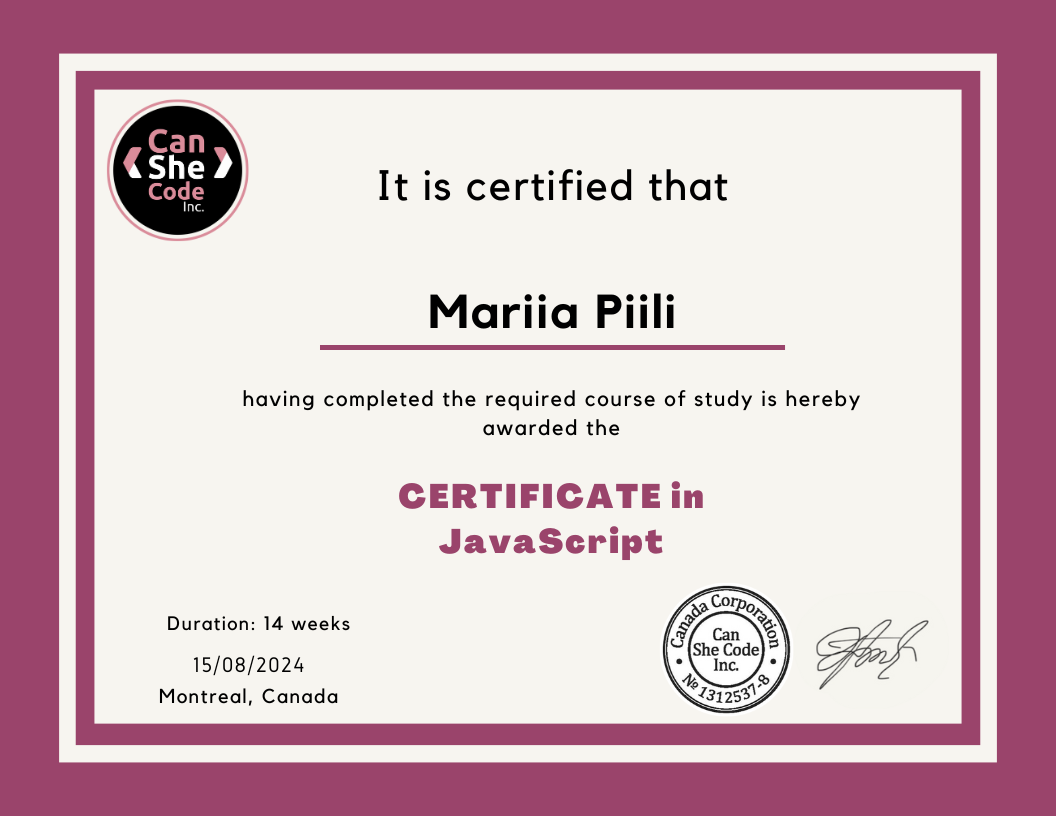 Can
She
Code
Inc.
It is certified that
Mariia Piili
having completed the required course of study is hereby
awarded the
CERTIFICATE in
JavaScript
Duration: 14 weeks
15/08/2024
Montreal, Canada
Canada Corporation
Can
She Code
Inc.
№ 1312537-8